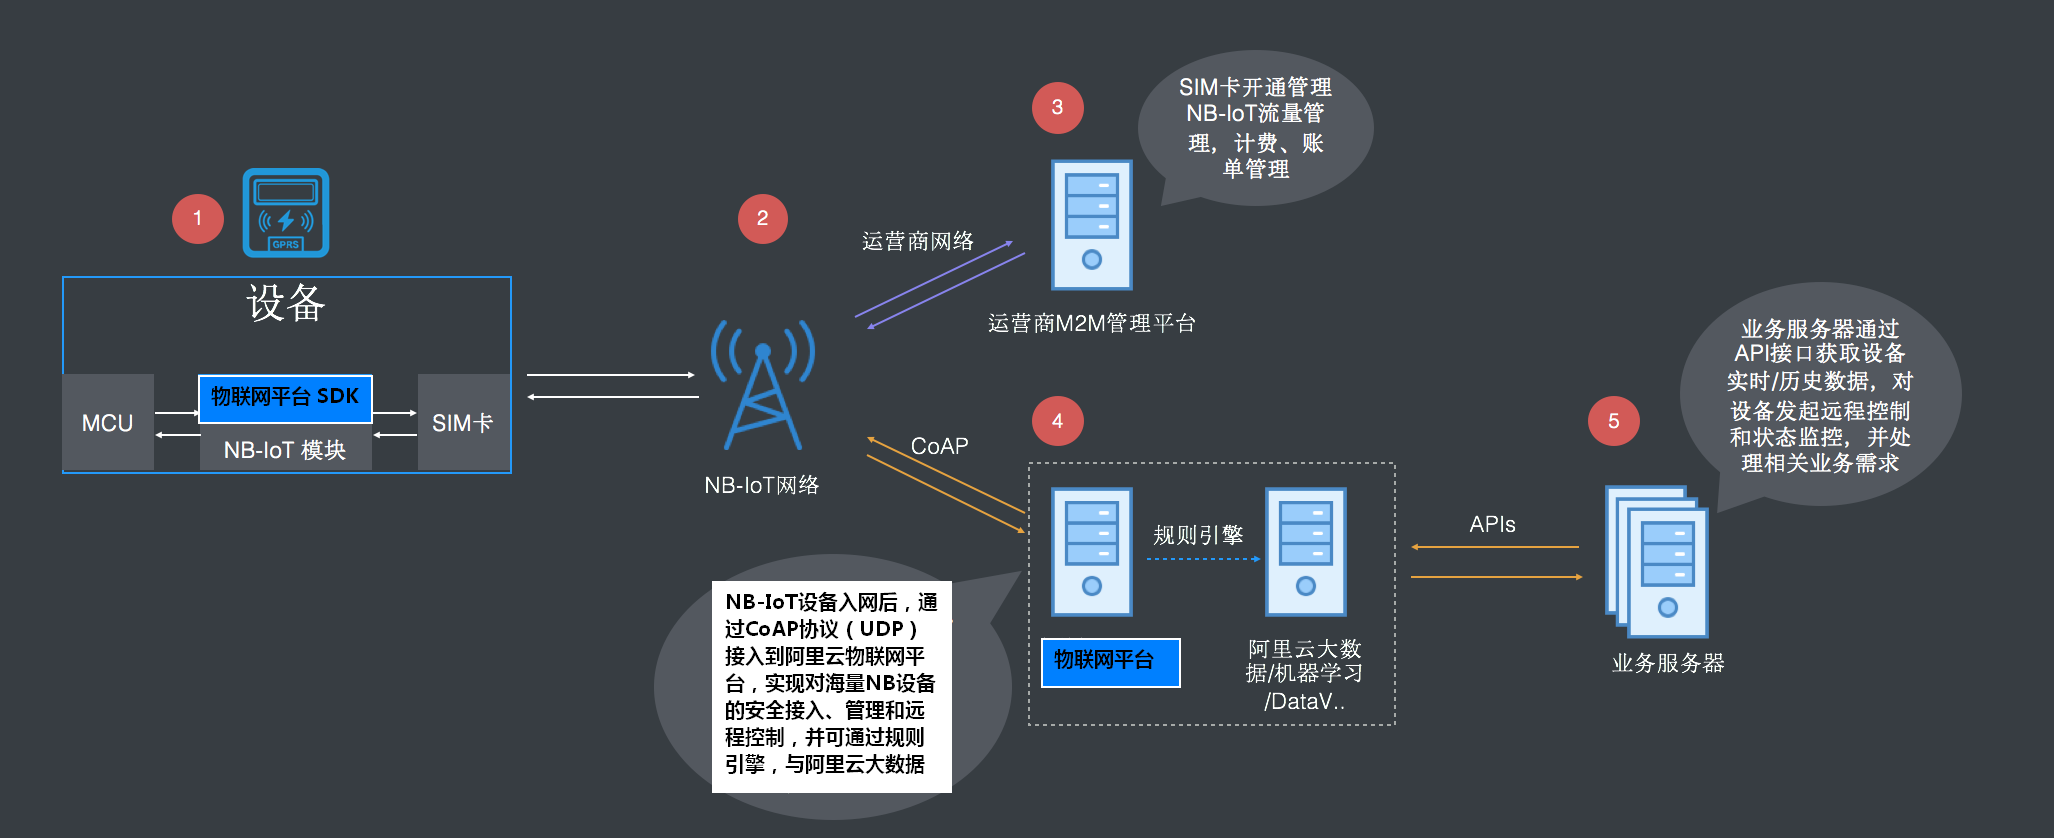 1
GPRS
设备
MCU
物联网平台 SDK
NB-IoT 模块
SIM卡
2
NB-IoT网络
运营商网络
3
运营商M2M管理平台
SIM卡开通管理
NB-IoT流量管
理，计费、账
单管理
CoAP
4
规则引擎
物联网平台
阿里云大数
据/机器学习
/DataV..
NB-IoT设备入网后，通
过CoAP协议（UDP）
接入到阿里云物联网平
台，实现对海量NB设备
的安全接入、管理和远
程控制，并可通过规则
引擎，与阿里云大数据
APIs
5
业务服务器
业务服务器通过
API接口获取设备
实时/历史数据，对
设备发起远程控制
和状态监控，并处
理相关业务需求